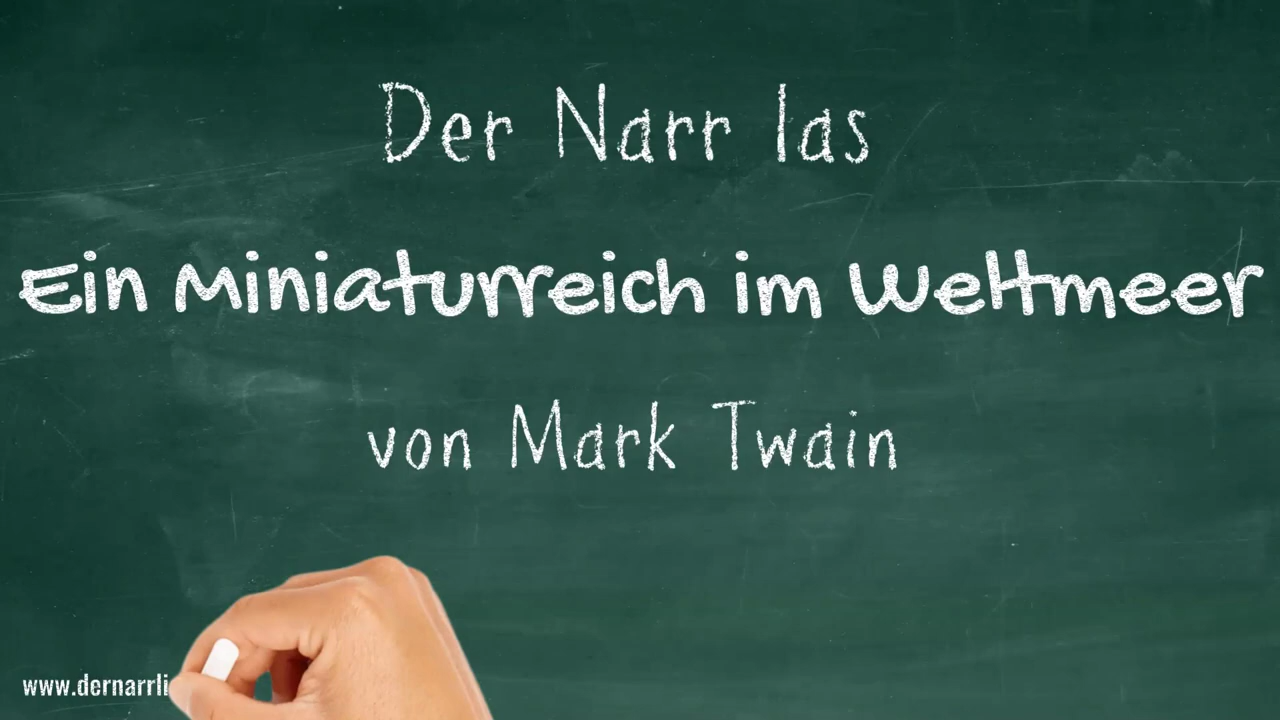 Der Narr las
Ein Miniaturreich im Weltmeer
von Mark Twain
www.dernarrli